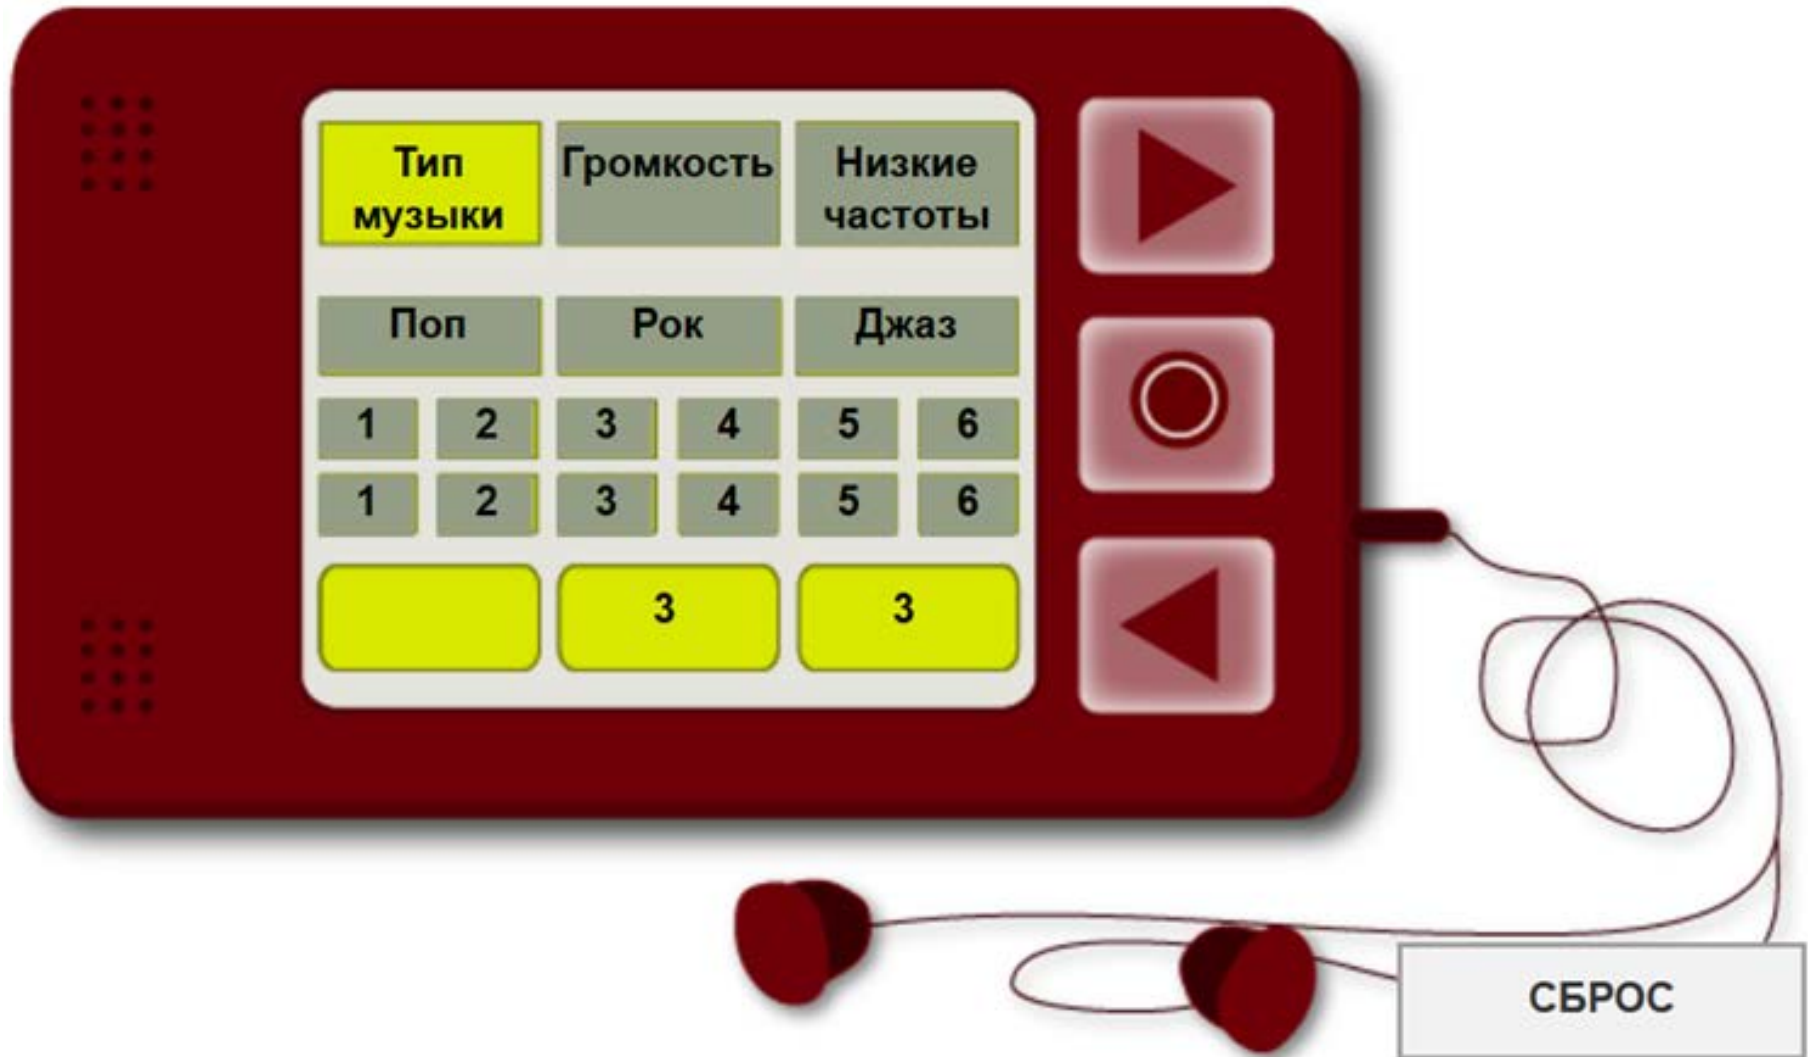 Тип
музыки
Громкость
Низкие
частоты
Поп Рок Джаз
1 2 3 4 5 6
1 2 3 4 5 6
3 3
СБРОС